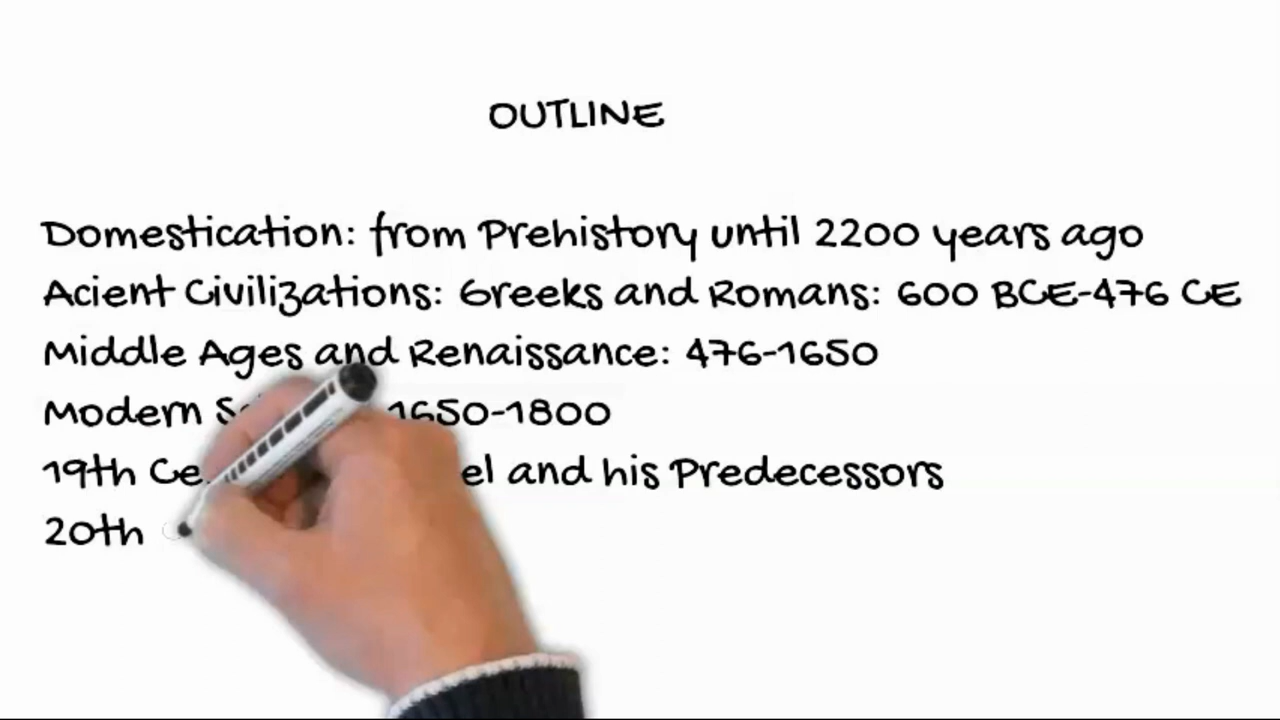 OUTLINE
Domestication: from Prehistory until 2200 years ago
Acient Civilizations: Greeks and Romans: 600 BCE-476 CE
Middle Ages and Renaissance: 476-1650
Modern 1650-1800
19th and his Predecessors
20th